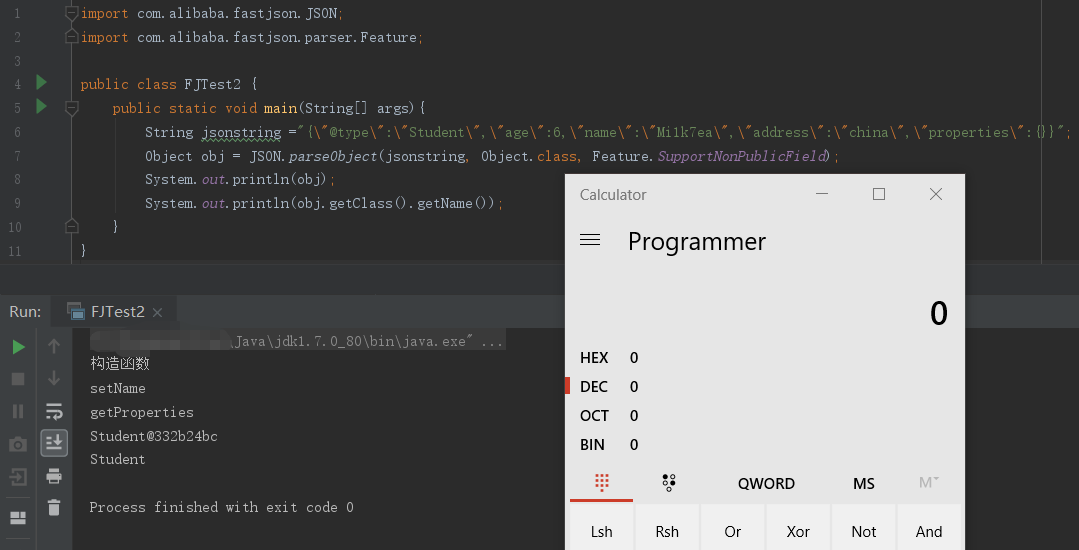 1 import com.alibaba.fastjson.JSON;
2 import com.alibaba.fastjson.parser.Feature;
3
4 public class FJTest2 {
5 public static void main(String[] args){
6 String jsonstring ="{\"@type\":\"Student\",\"age\":6,\"name\":\"Mi1k7ea\",\"address\":\"china\",\"properties\":{}}";
7 Object obj = JSON.parseObject(jsonstring, Object.class, Feature.SupportNonPublicField);
8 System.out.println(obj);
9 System.out.println(obj.getClass().getName());
10 }
11 }
Run: FJTest2
\Java\jdk1.7.0_80\bin\java.exe" ...
构造函数
setName
getProperties
Student@332b24bc
Student
Process finished with exit code 0
Calculator
Programmer
0
HEX 0
DEC 0
OCT 0
BIN 0
QWORD MS M
Lsh Rsh Or Xor Not And